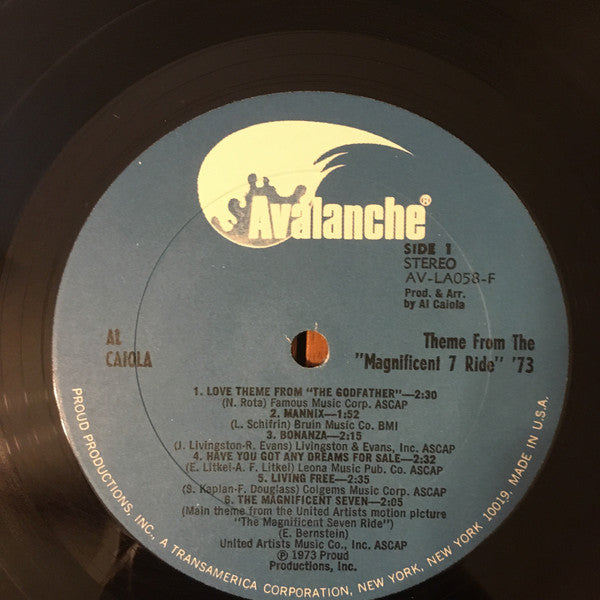 Avalanche®
SIDE 1
STEREO
AV-LA058-F
Prod. & Arr.
by Al Caiola
AL
CAIOLA
Theme From The
"Magnificent 7 Ride" '73
1. LOVE THEME FROM "THE GODFATHER"—2:30
(N. Rota) Famous Music Corp. ASCAP
2. MANNIX—1:52
(L. Schifrin) Bruin Music Co. BMI
3. BONANZA—2:15
(J. Livingston-R. Evans) Livingston & Evans, Inc. ASCAP
4. HAVE YOU GOT ANY DREAMS FOR SALE—2:32
(E. Litkei-A. F. Litkei) Leona Music Pub. Co. ASCAP
5. LIVING FREE—2:35
(S. Kaplan-F. Douglass) Colgems Music Corp. ASCAP
6. THE MAGNIFICENT SEVEN—2:05
(Main theme from the United Artists motion picture
"The Magnificent Seven Ride")
(E. Bernstein)
United Artists Music Co., Inc. ASCAP
℗ 1973 Proud
Productions, Inc.
PROUD PRODUCTIONS, INC., A TRANSAMERICA CORPORATION, NEW YORK, NEW YORK 10019. MADE IN U.S.A.